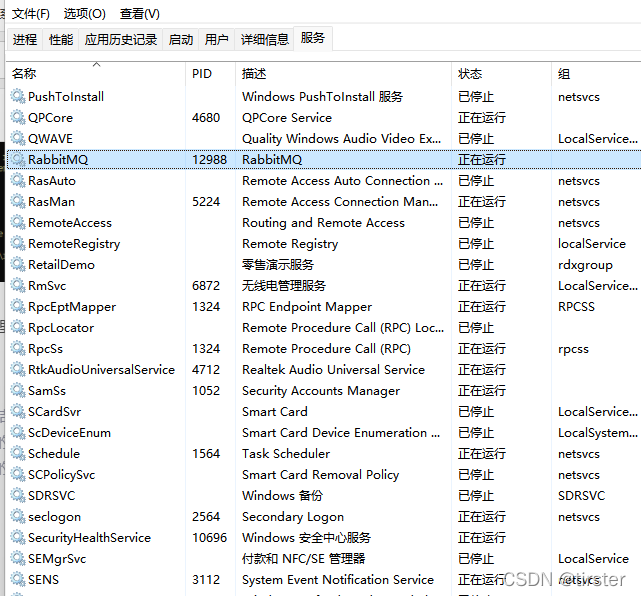 文件(F) 选项(O) 查看(V)
进程 性能 应用历史记录 启动 用户 详细信息 服务
名称 PID 描述 状态 组
PushToInstall Windows PushToInstall 服务 已停止 netsvcs
QPCore 4680 QPCore Service 正在运行
QWAVE Quality Windows Audio Video Ex... 已停止 LocalService...
RabbitMQ 12988 RabbitMQ 正在运行
RasAuto Remote Access Auto Connection ... 已停止 netsvcs
RasMan 5224 Remote Access Connection Man... 正在运行 netsvcs
RemoteAccess Routing and Remote Access 已停止 netsvcs
RemoteRegistry Remote Registry 已停止 localService
RetailDemo 零售演示服务 已停止 rdxgroup
RmSvc 6872 无线电管理服务 正在运行 LocalService...
RpcEptMapper 1324 RPC Endpoint Mapper 正在运行 RPCSS
RpcLocator Remote Procedure Call (RPC) Loc... 已停止
RpcSs 1324 Remote Procedure Call (RPC) 正在运行 rpcss
RtkAudioUniversalService 4712 Realtek Audio Universal Service 正在运行
SamSs 1052 Security Accounts Manager 正在运行
SCardSvr Smart Card 已停止 LocalService...
ScDeviceEnum Smart Card Device Enumeration ... 已停止 LocalSystem...
Schedule 1564 Task Scheduler 正在运行 netsvcs
SCPolicySvc Smart Card Removal Policy 已停止 netsvcs
SDRSVC Windows 备份 已停止 SDRSVC
seclogon 2564 Secondary Logon 正在运行 netsvcs
SecurityHealthService 10696 Windows 安全中心服务 正在运行
SEMgrSvc 付款和 NFC/SE 管理器 已停止 LocalService
SENS 3112 System Event Notification Service 正在运行 netsvcs
CSDN @tirster